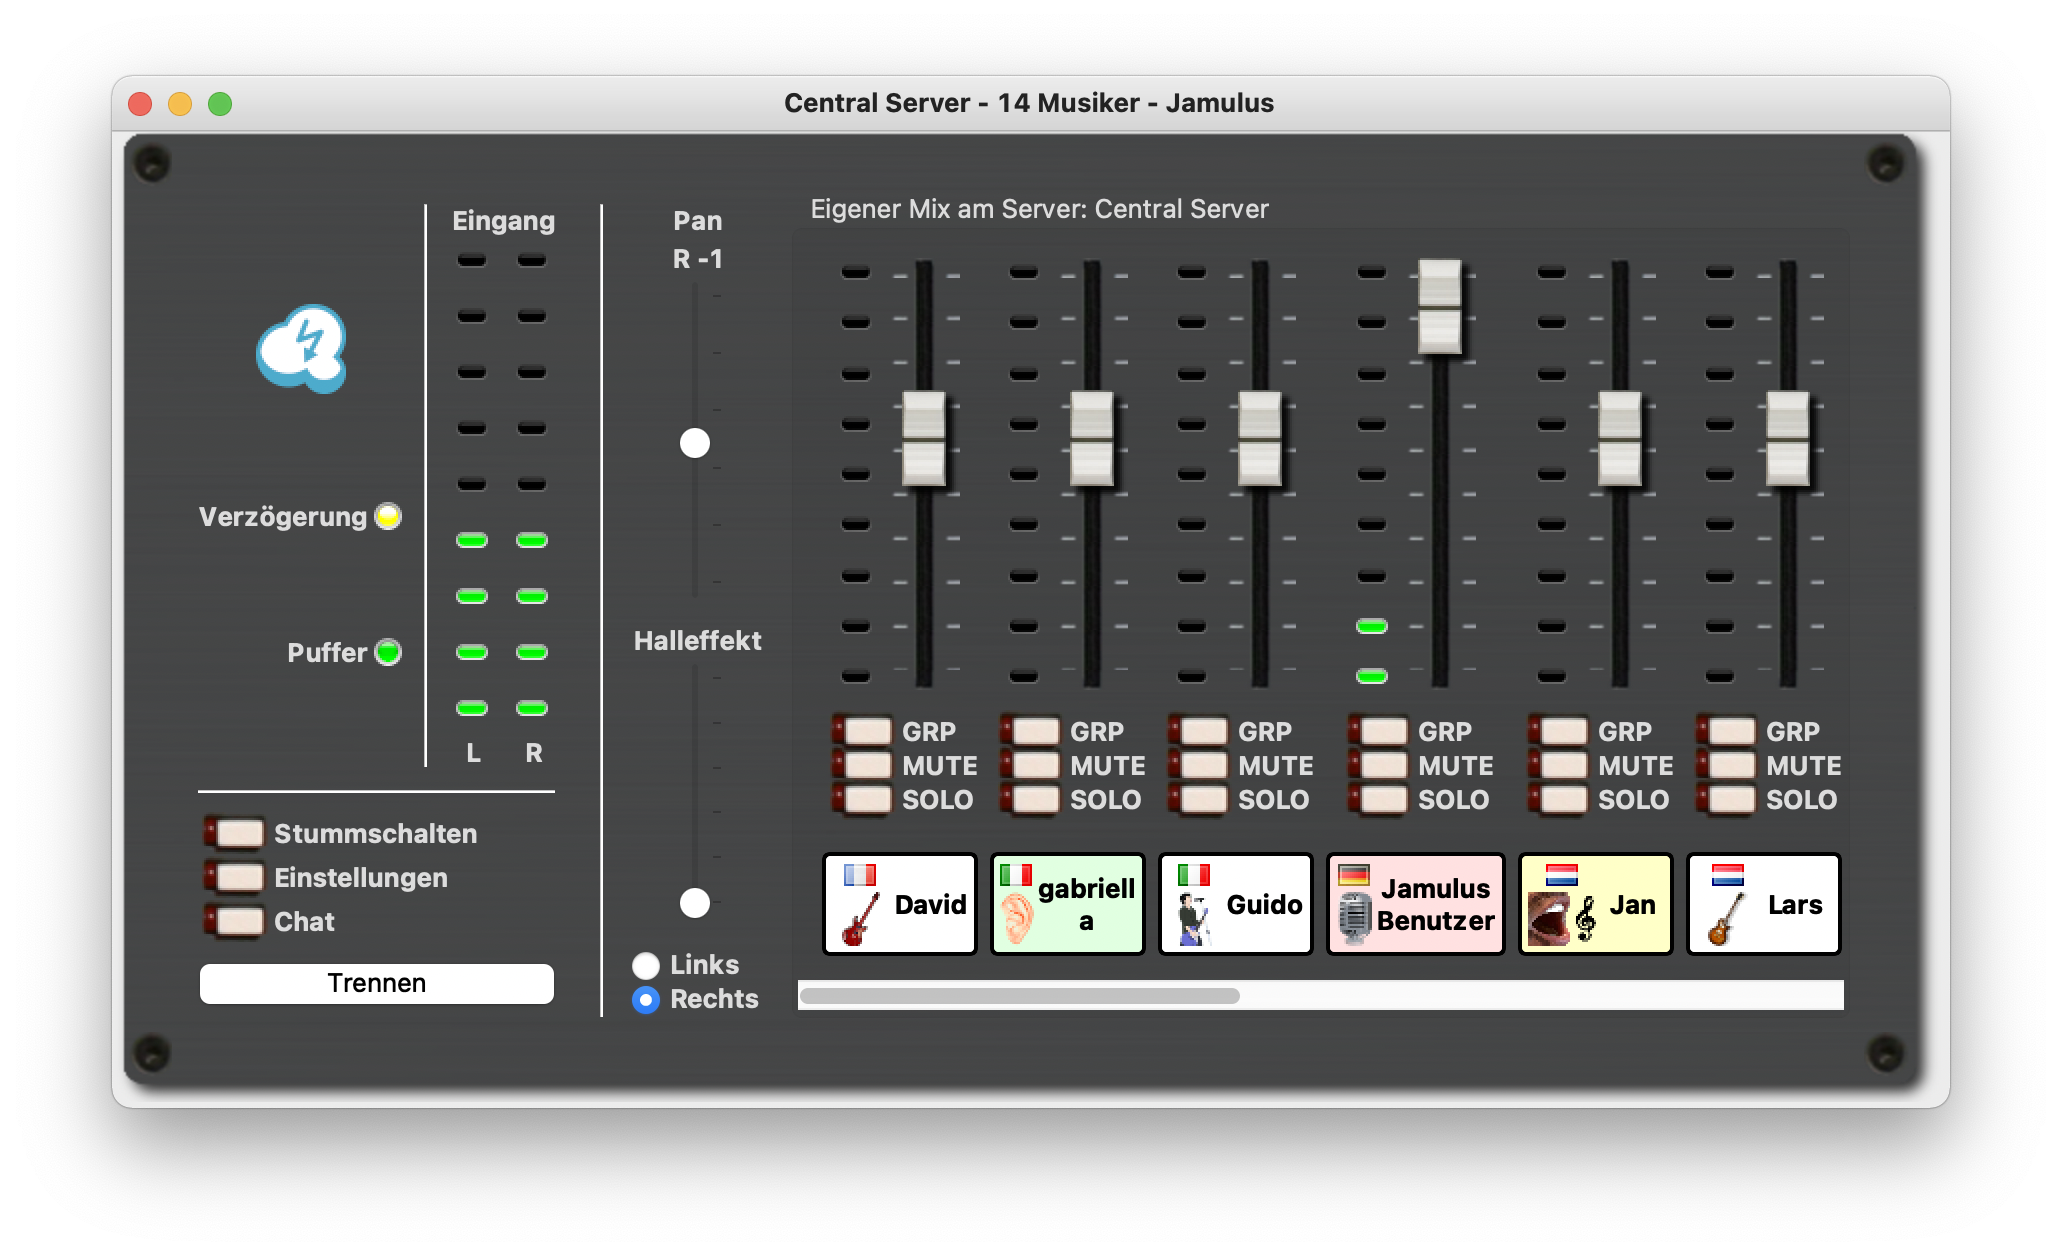 Central Server - 14 Musiker - Jamulus
Eingang
Pan
R -1
Eigener Mix am Server: Central Server
Verzögerung
Puffer
L R
Halleffekt
Links
Rechts
Stummschalten
Einstellungen
Chat
Trennen
GRP GRP GRP GRP GRP GRP
MUTE MUTE MUTE MUTE MUTE MUTE
SOLO SOLO SOLO SOLO SOLO SOLO
David
gabriell
a
Guido
Jamulus
Benutzer
Jan
Lars